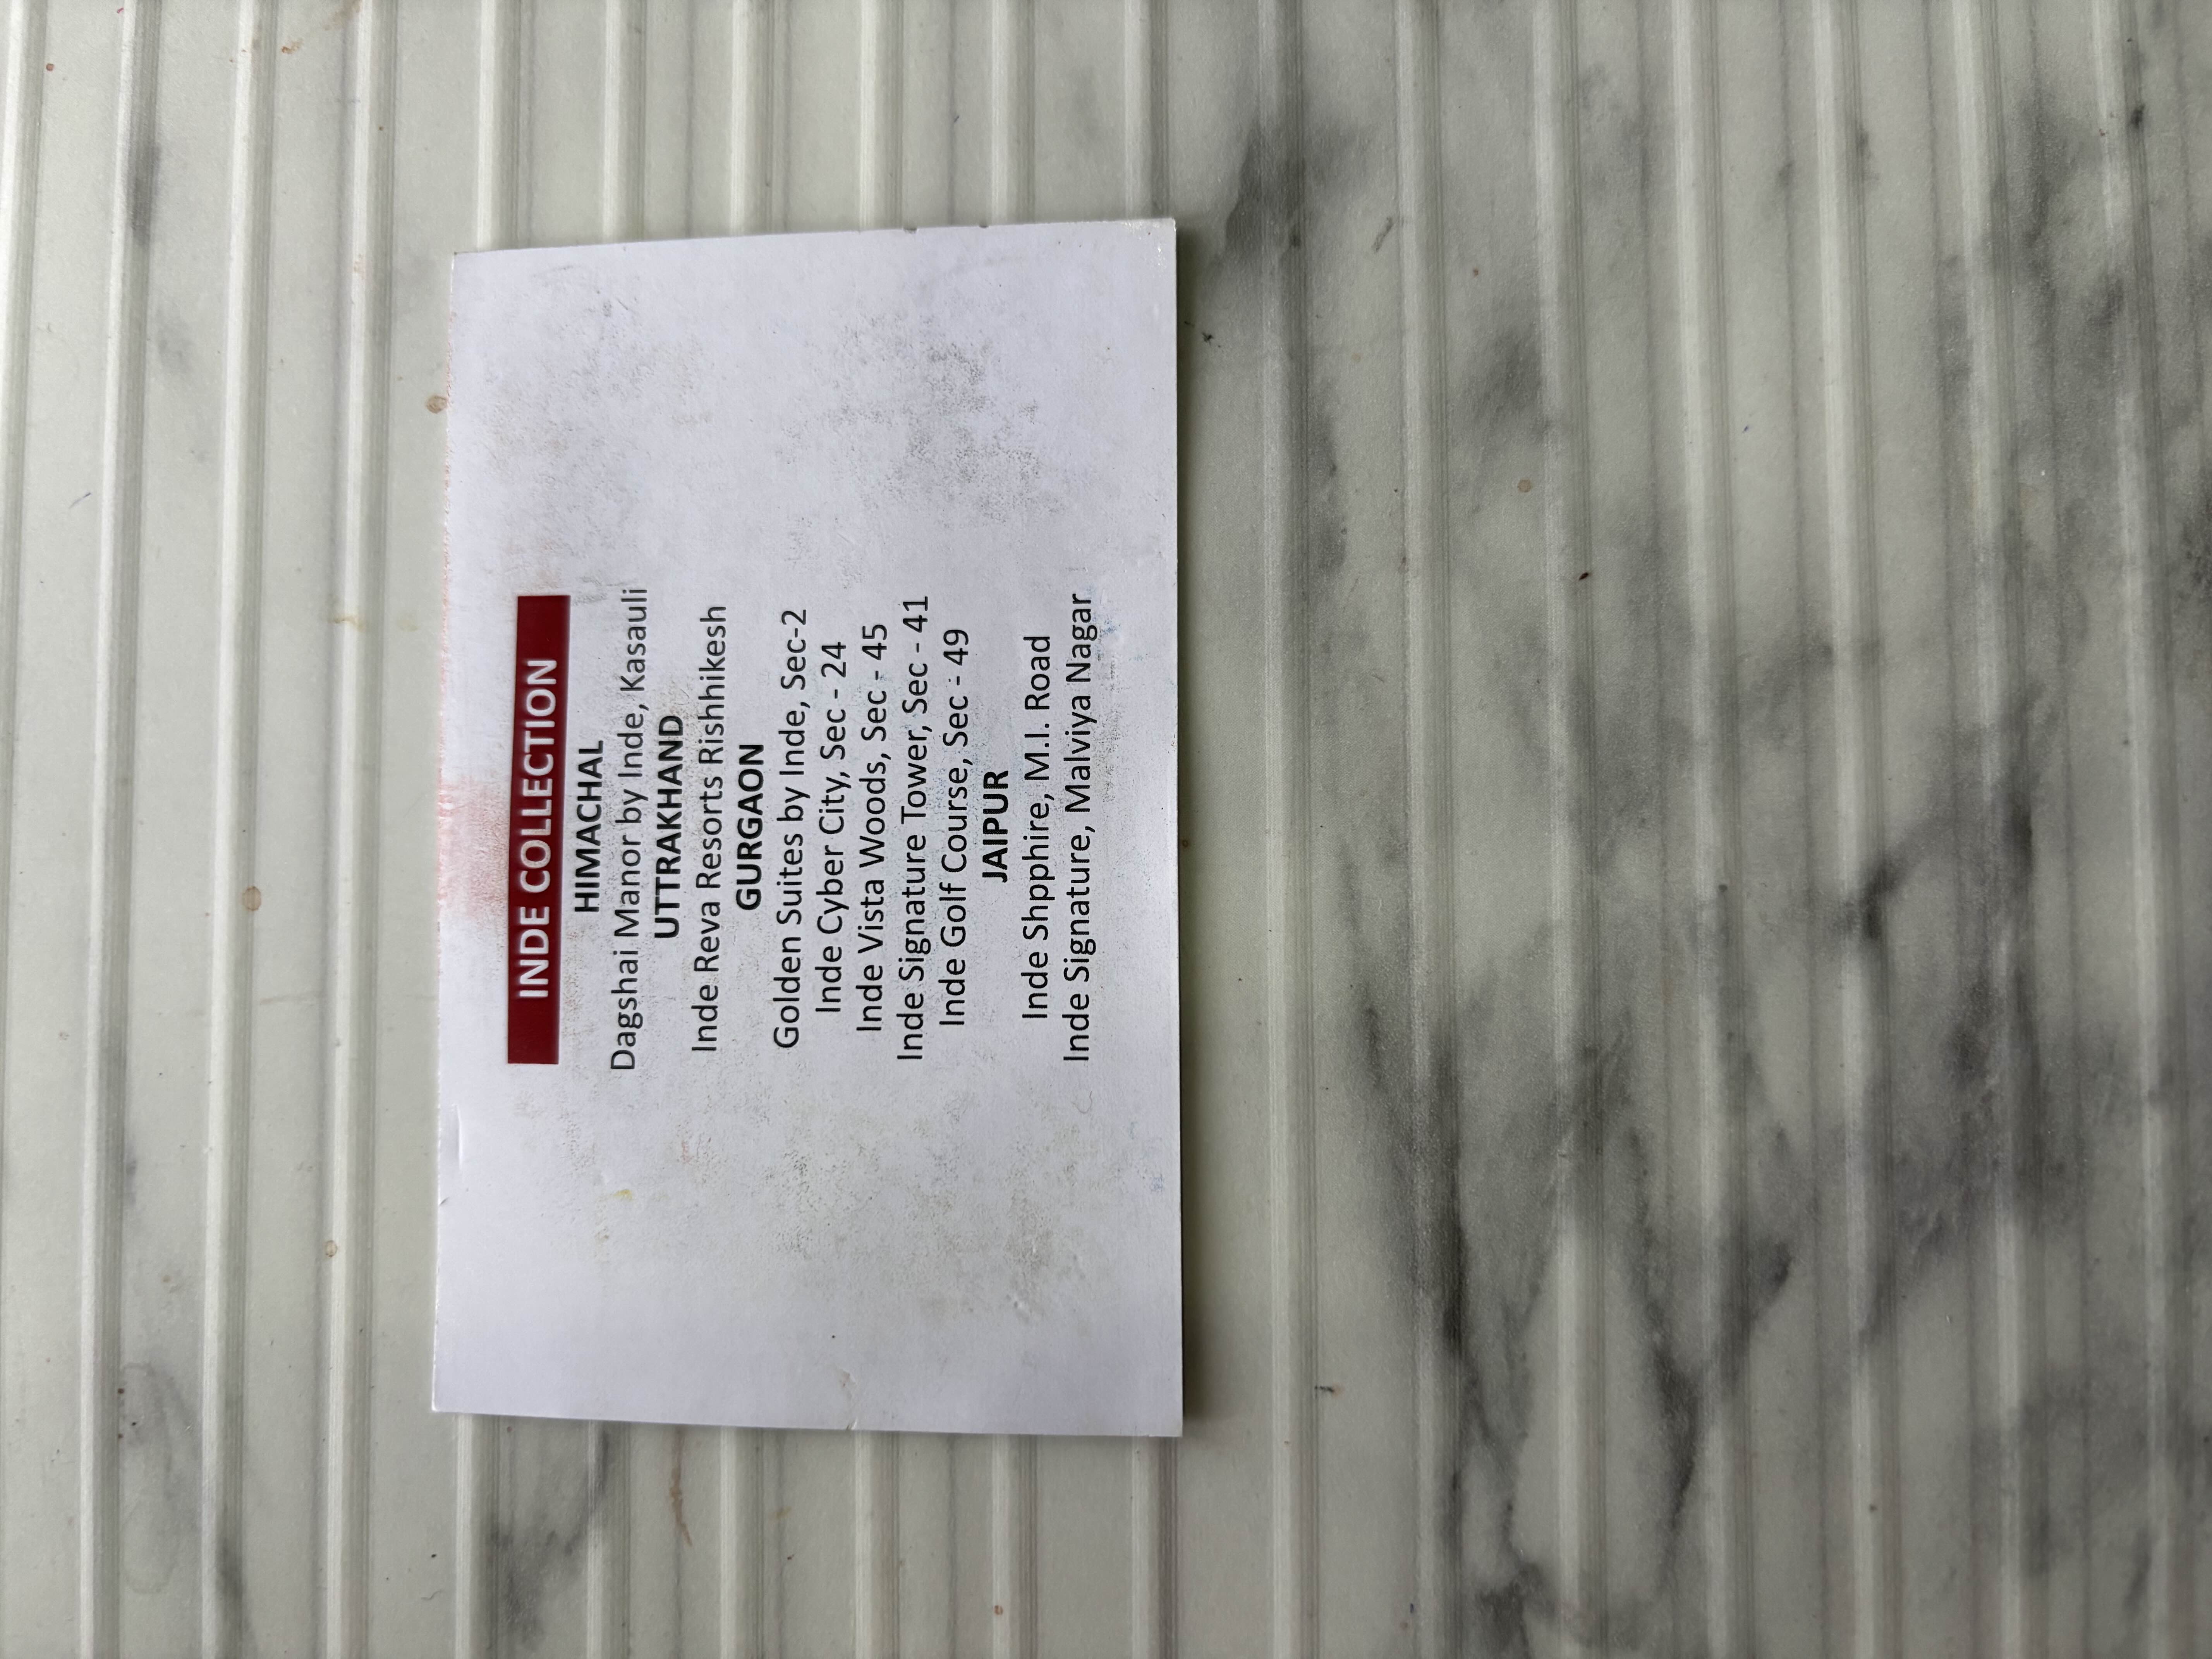 INDE COLLECTION
HIMACHAL
Dagshai Manor by Inde, Kasauli
UTTRAKHAND
Inde Reva Resorts Rishhikesh
GURGAON
Golden Suites by Inde, Sec-2
Inde Cyber City, Sec - 24
Inde Vista Woods, Sec - 45
Inde Signature Tower, Sec - 41
Inde Golf Course, Sec - 49
JAIPUR
Inde Shpphire, M.I. Road
Inde Signature, Malviya Nagar